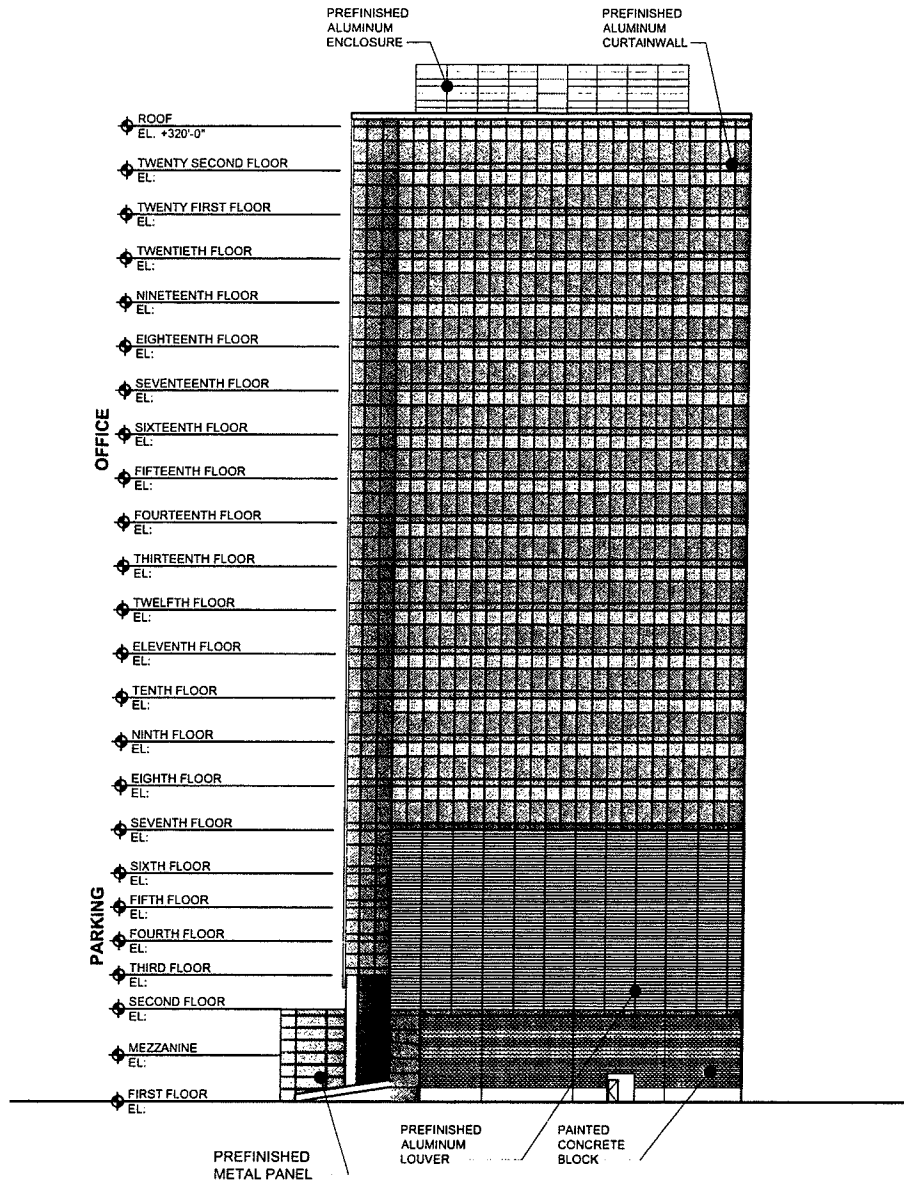 PREFINISHED
ALUMINUM
ENCLOSURE
PREFINISHED
ALUMINUM
CURTAINWALL
ROOF
EL. +320'-0"
TWENTY SECOND FLOOR
EL:
TWENTY FIRST FLOOR
EL:
TWENTIETH FLOOR
EL:
NINETEENTH FLOOR
EL:
EIGHTEENTH FLOOR
EL:
SEVENTEENTH FLOOR
EL:
OFFICE
SIXTEENTH FLOOR
EL:
FIFTEENTH FLOOR
EL:
FOURTEENTH FLOOR
EL:
THIRTEENTH FLOOR
EL:
TWELFTH FLOOR
EL:
ELEVENTH FLOOR
EL:
TENTH FLOOR
EL:
NINTH FLOOR
EL:
EIGHTH FLOOR
EL:
SEVENTH FLOOR
EL:
SIXTH FLOOR
EL:
PARKING
FIFTH FLOOR
EL:
FOURTH FLOOR
EL:
THIRD FLOOR
EL:
SECOND FLOOR
EL:
MEZZANINE
EL:
FIRST FLOOR
EL:
PREFINISHED
METAL PANEL
PREFINISHED
ALUMINUM
LOUVER
PAINTED
CONCRETE
BLOCK